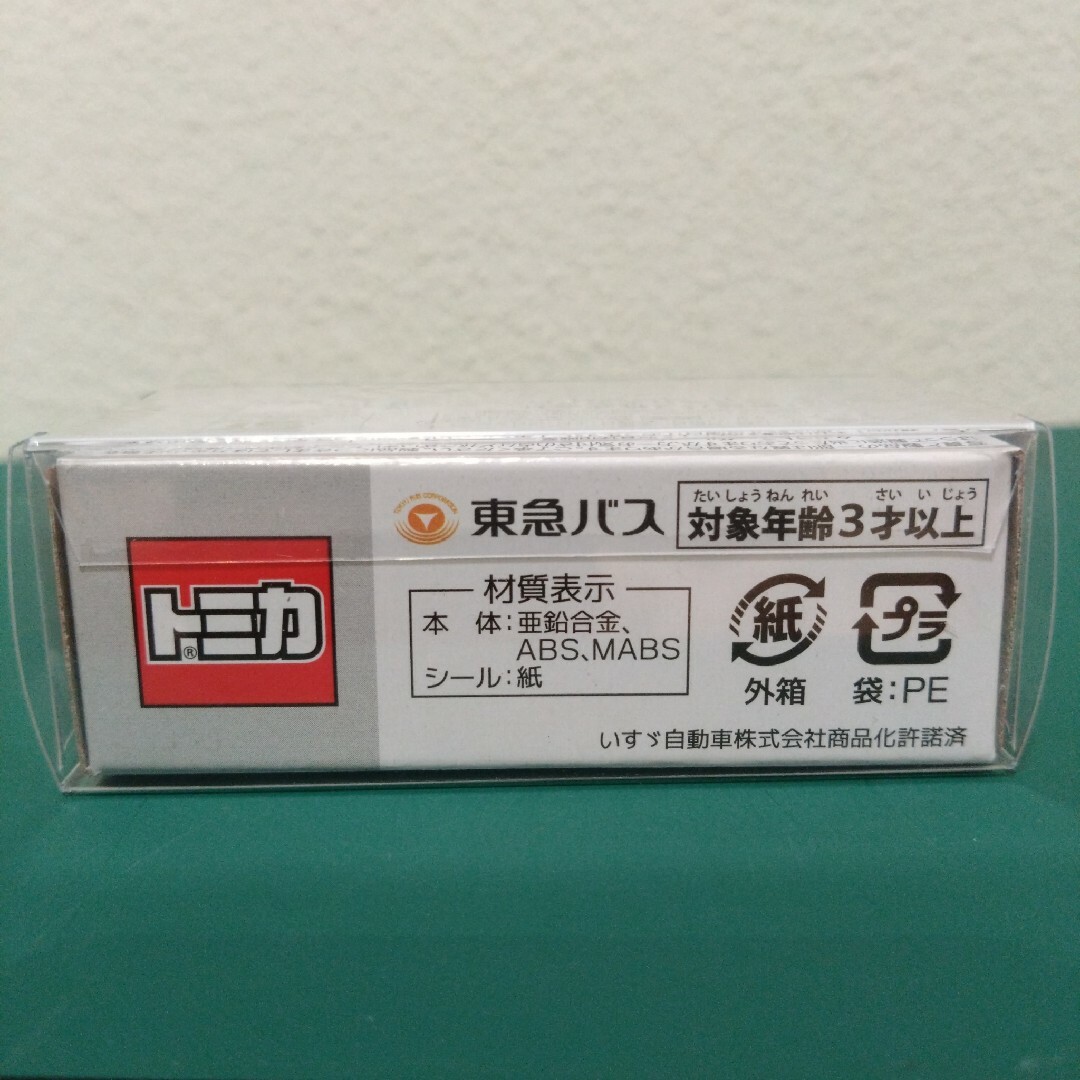 東急バス
たいしょうねんれい さいいじょう
対象年齢3才以上
トミカ
®
材質表示
本 体:亜鉛合金、
ABS、MABS
シール:紙
紙
外箱
プラ
袋:PE
いすゞ自動車株式会社商品化許諾済